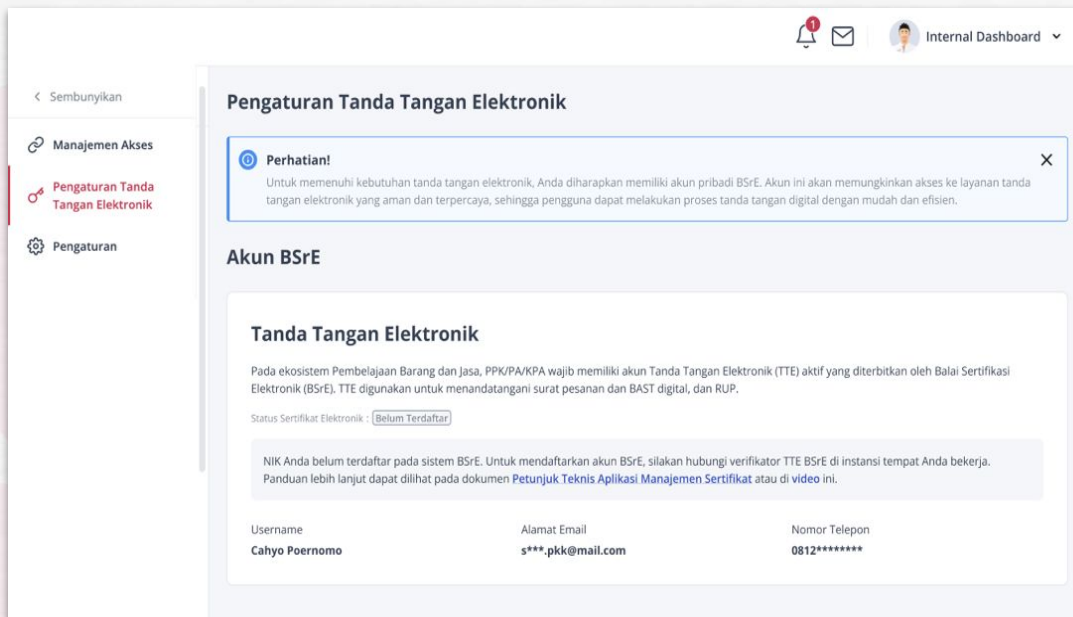 1
Internal Dashboard
Sembunyikan
Manajemen Akses
Pengaturan Tanda
Tangan Elektronik
Pengaturan
Pengaturan Tanda Tangan Elektronik
Perhatian!
Untuk memenuhi kebutuhan tanda tangan elektronik, Anda diharapkan memiliki akun pribadi BSrE. Akun ini akan memungkinkan akses ke layanan tanda
tangan elektronik yang aman dan terpercaya, sehingga pengguna dapat melakukan proses tanda tangan digital dengan mudah dan efisien.
Akun BSrE
Tanda Tangan Elektronik
Pada ekosistem Pembelajaan Barang dan Jasa, PPK/PA/KPA wajib memiliki akun Tanda Tangan Elektronik (TTE) aktif yang diterbitkan oleh Balai Sertifikasi
Elektronik (BSrE). TTE digunakan untuk menandatangani surat pesanan dan BAST digital, dan RUP.
Status Sertifikat Elektronik : Belum Terdaftar
NIK Anda belum terdaftar pada sistem BSrE. Untuk mendaftarkan akun BSrE, silakan hubungi verifikator TTE BSrE di instansi tempat Anda bekerja.
Panduan lebih lanjut dapat dilihat pada dokumen Petunjuk Teknis Aplikasi Manajemen Sertifikat atau di video ini.
Username Alamat Email Nomor Telepon
Cahyo Poernomo s***.pkk@mail.com 0812********